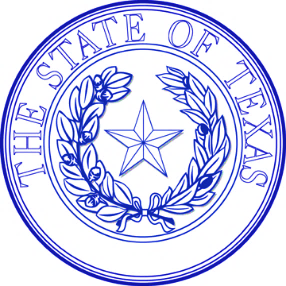 THE STATE OF TEXAS